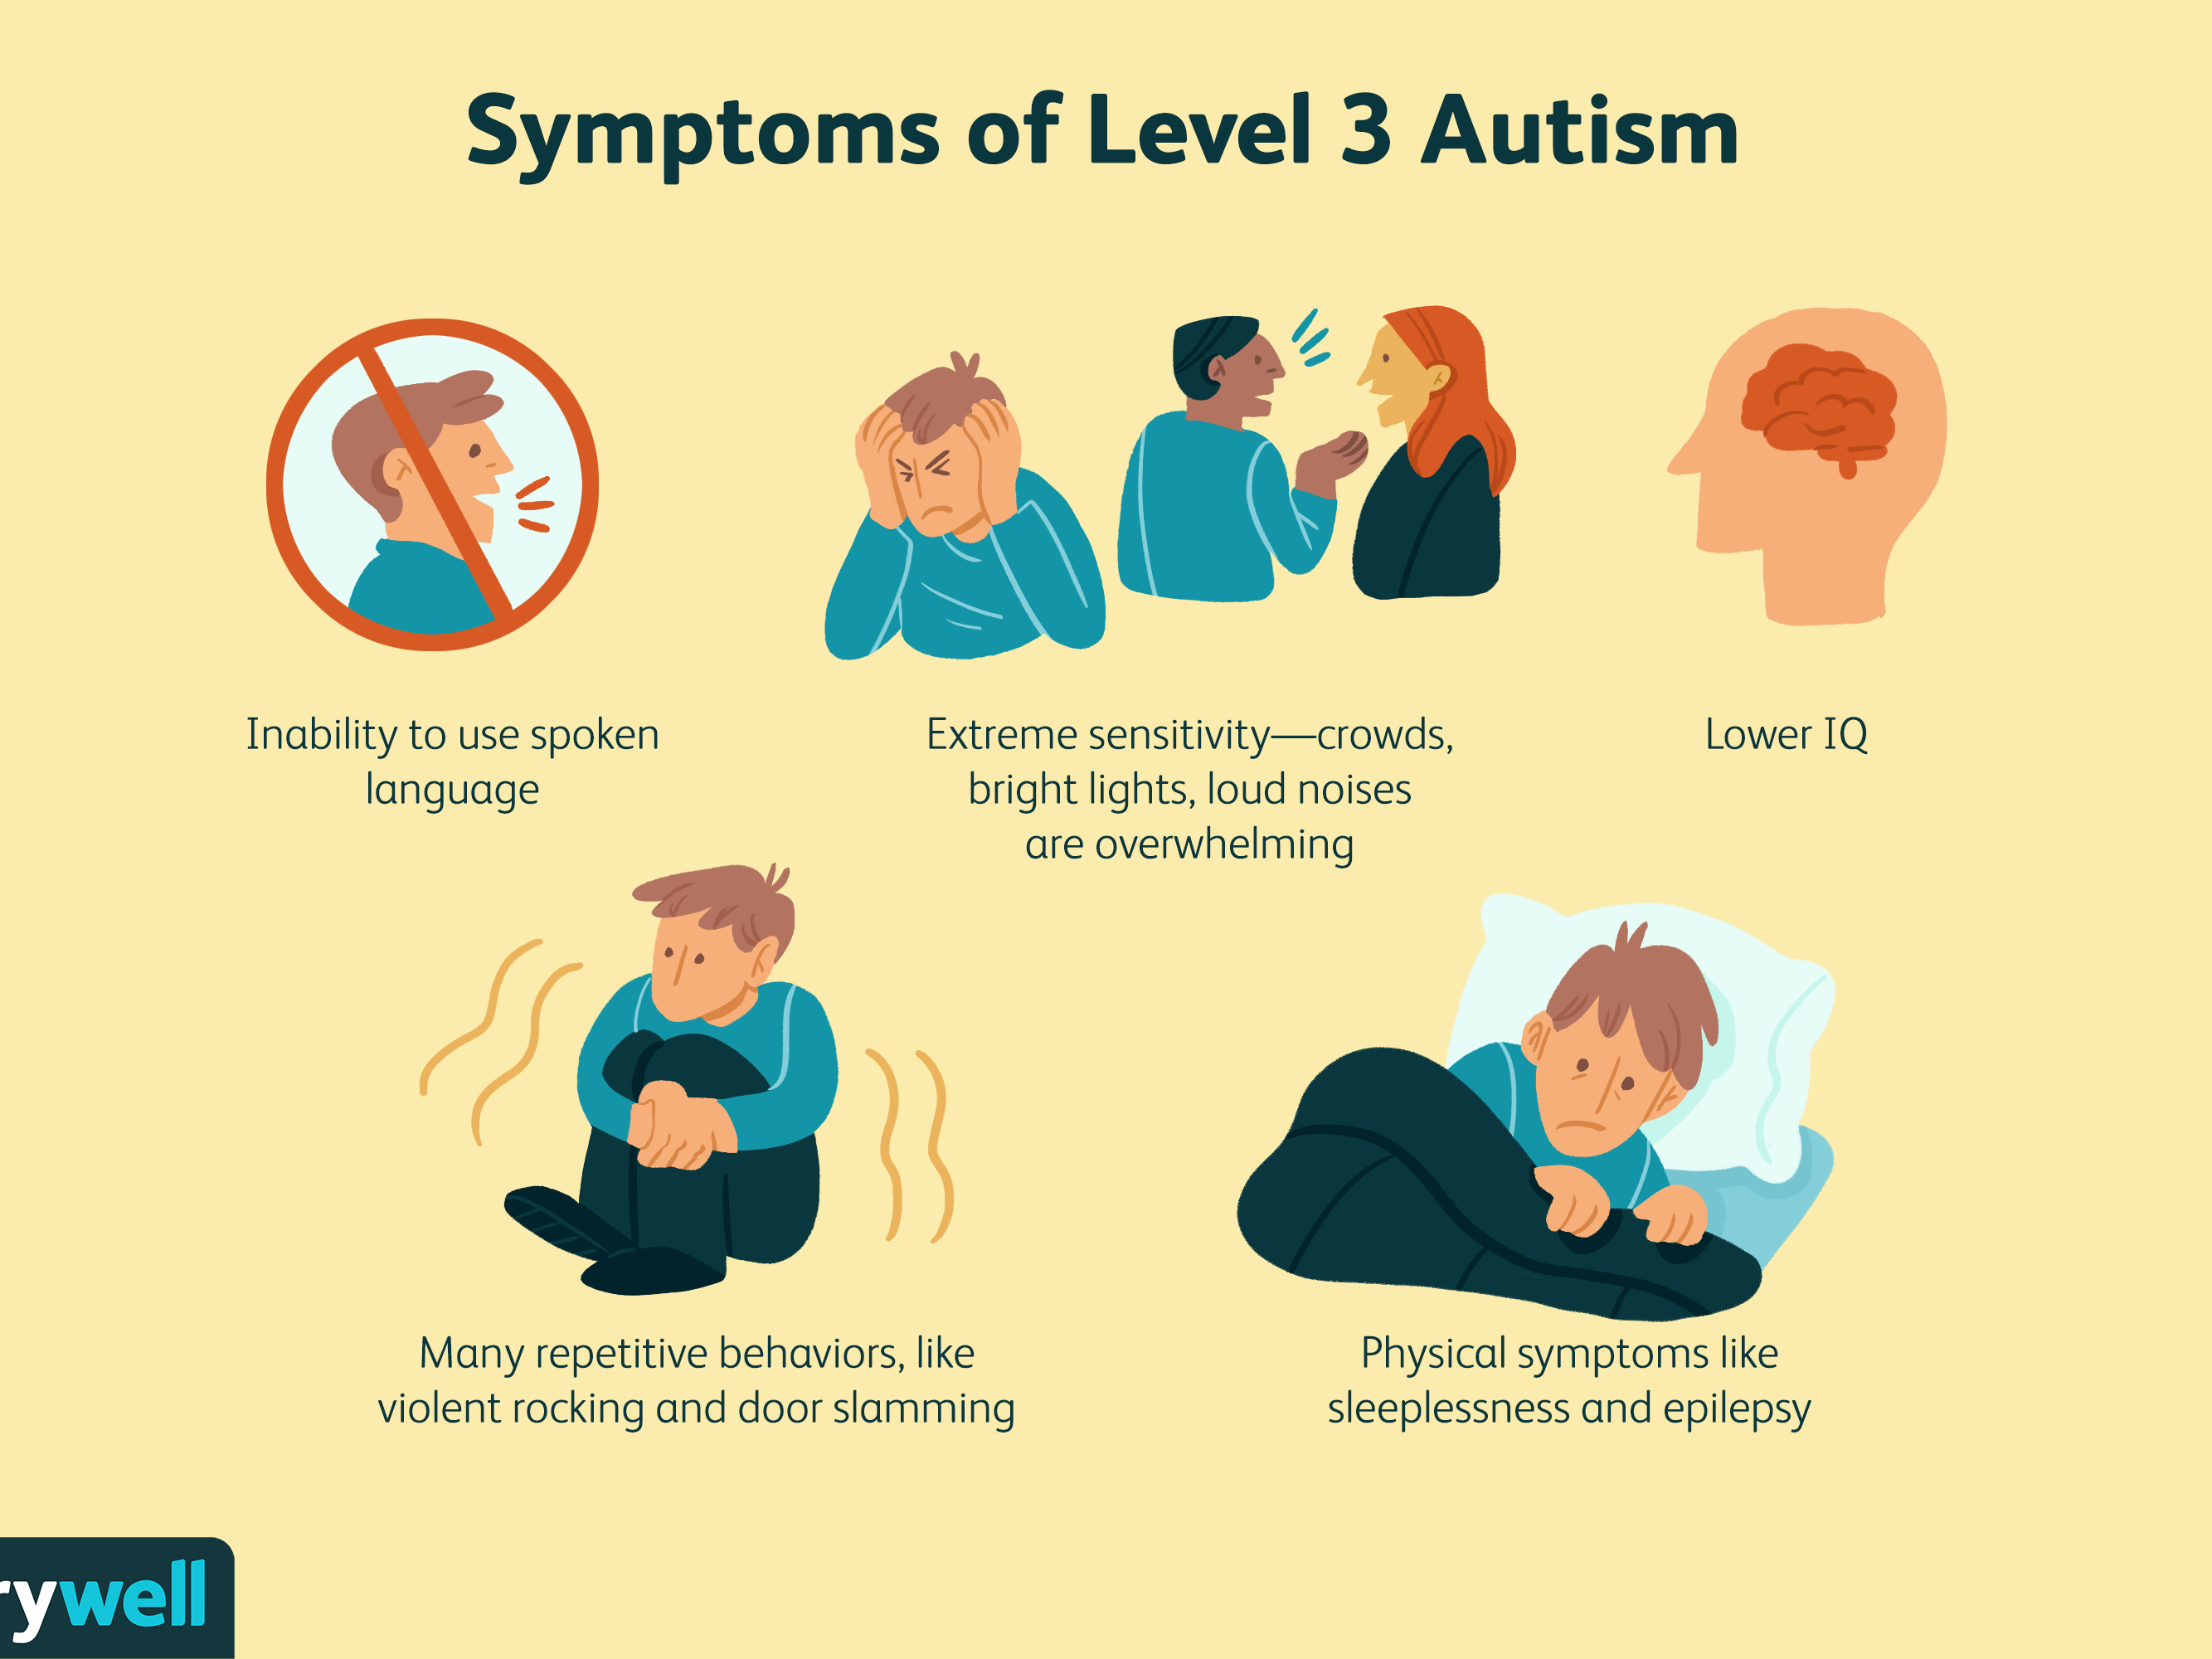 Symptoms of Level 3 Autism
Inability to use spoken
language
Extreme sensitivity—crowds,
bright lights, loud noises
are overwhelming
Lower IQ
Many repetitive behaviors, like
violent rocking and door slamming
Physical symptoms like
sleeplessness and epilepsy
rywell